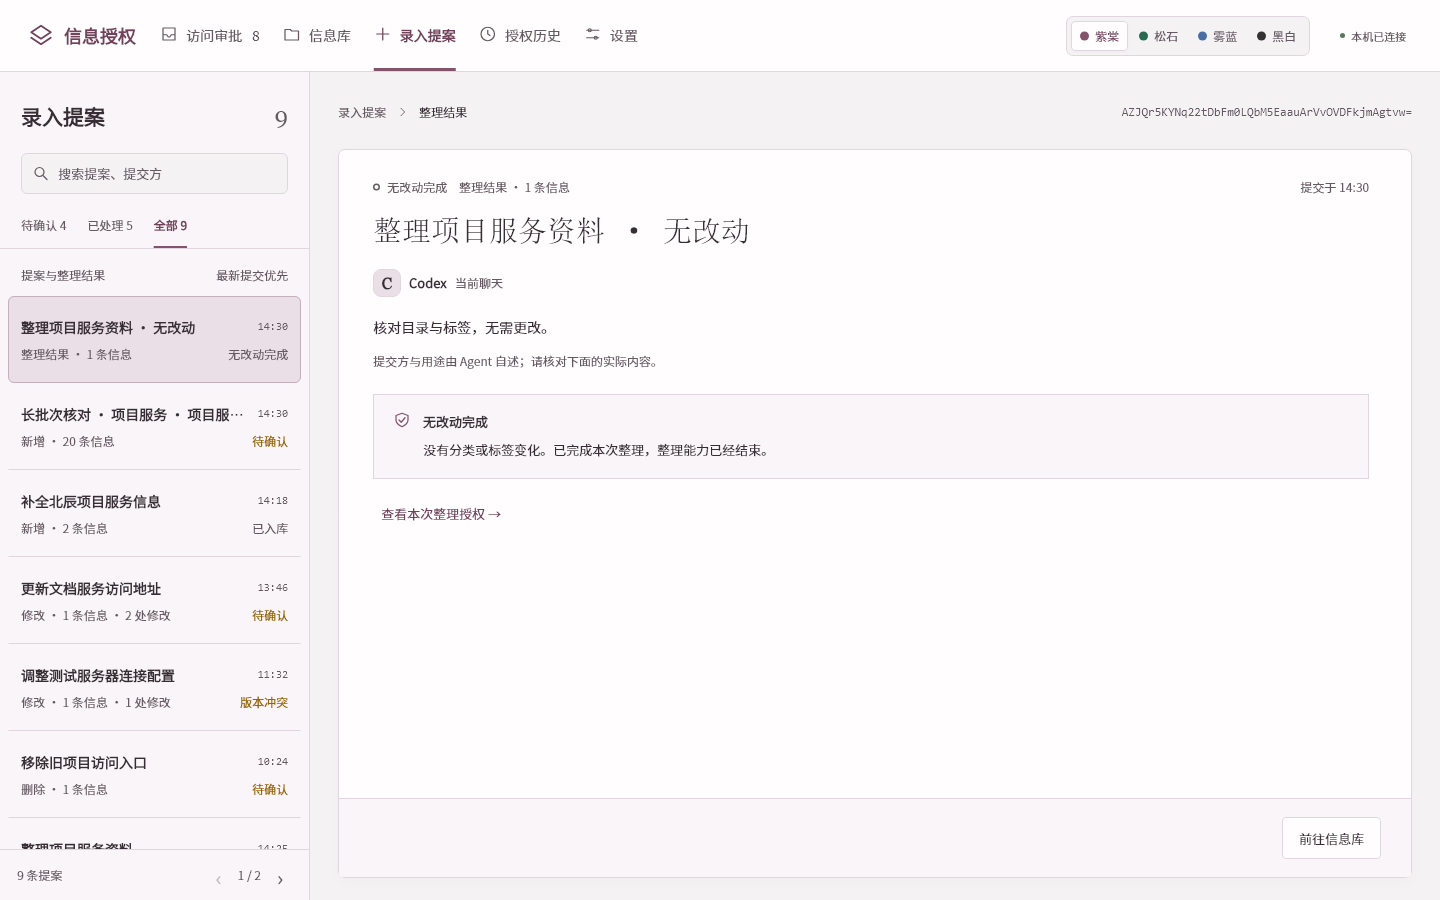 信息授权
访问审批 8
信息库
录入提案
授权历史
设置
紫棠
松石
雾蓝
黑白
本机已连接
录入提案 9
搜索提案、提交方
待确认 4
已处理 5
全部 9
提案与整理结果 最新提交优先
整理项目服务资料 · 无改动 14:30
整理结果 · 1 条信息 无改动完成
长批次核对 · 项目服务 · 项目服… 14:30
新增 · 20 条信息 待确认
补全北辰项目服务信息 14:18
新增 · 2 条信息 已入库
更新文档服务访问地址 13:46
修改 · 1 条信息 · 2 处修改 待确认
调整测试服务器连接配置 11:32
修改 · 1 条信息 · 1 处修改 版本冲突
移除旧项目访问入口 10:24
删除 · 1 条信息 待确认
整理项目服务资料 14:25
9 条提案 ‹ 1 / 2 ›
录入提案 > 整理结果
AZJQr5KYNq22tDbFm0LQbM5EaauArVvOVDFkjmAgtvw=
无改动完成 整理结果 · 1 条信息 提交于 14:30
整理项目服务资料 · 无改动
C Codex 当前聊天
核对目录与标签，无需更改。
提交方与用途由 Agent 自述；请核对下面的实际内容。
无改动完成
没有分类或标签变化。已完成本次整理，整理能力已经结束。
查看本次整理授权 →
前往信息库